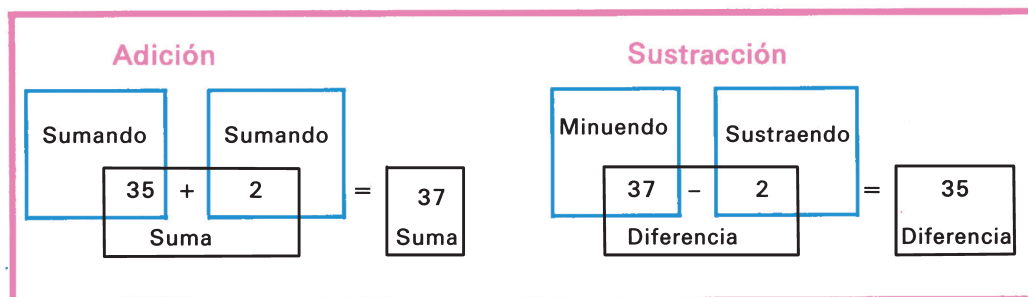 Adición
Sumando Sumando
35 + 2 = 37
Suma Suma
Sustracción
Minuendo Sustraendo
37 – 2 = 35
Diferencia Diferencia